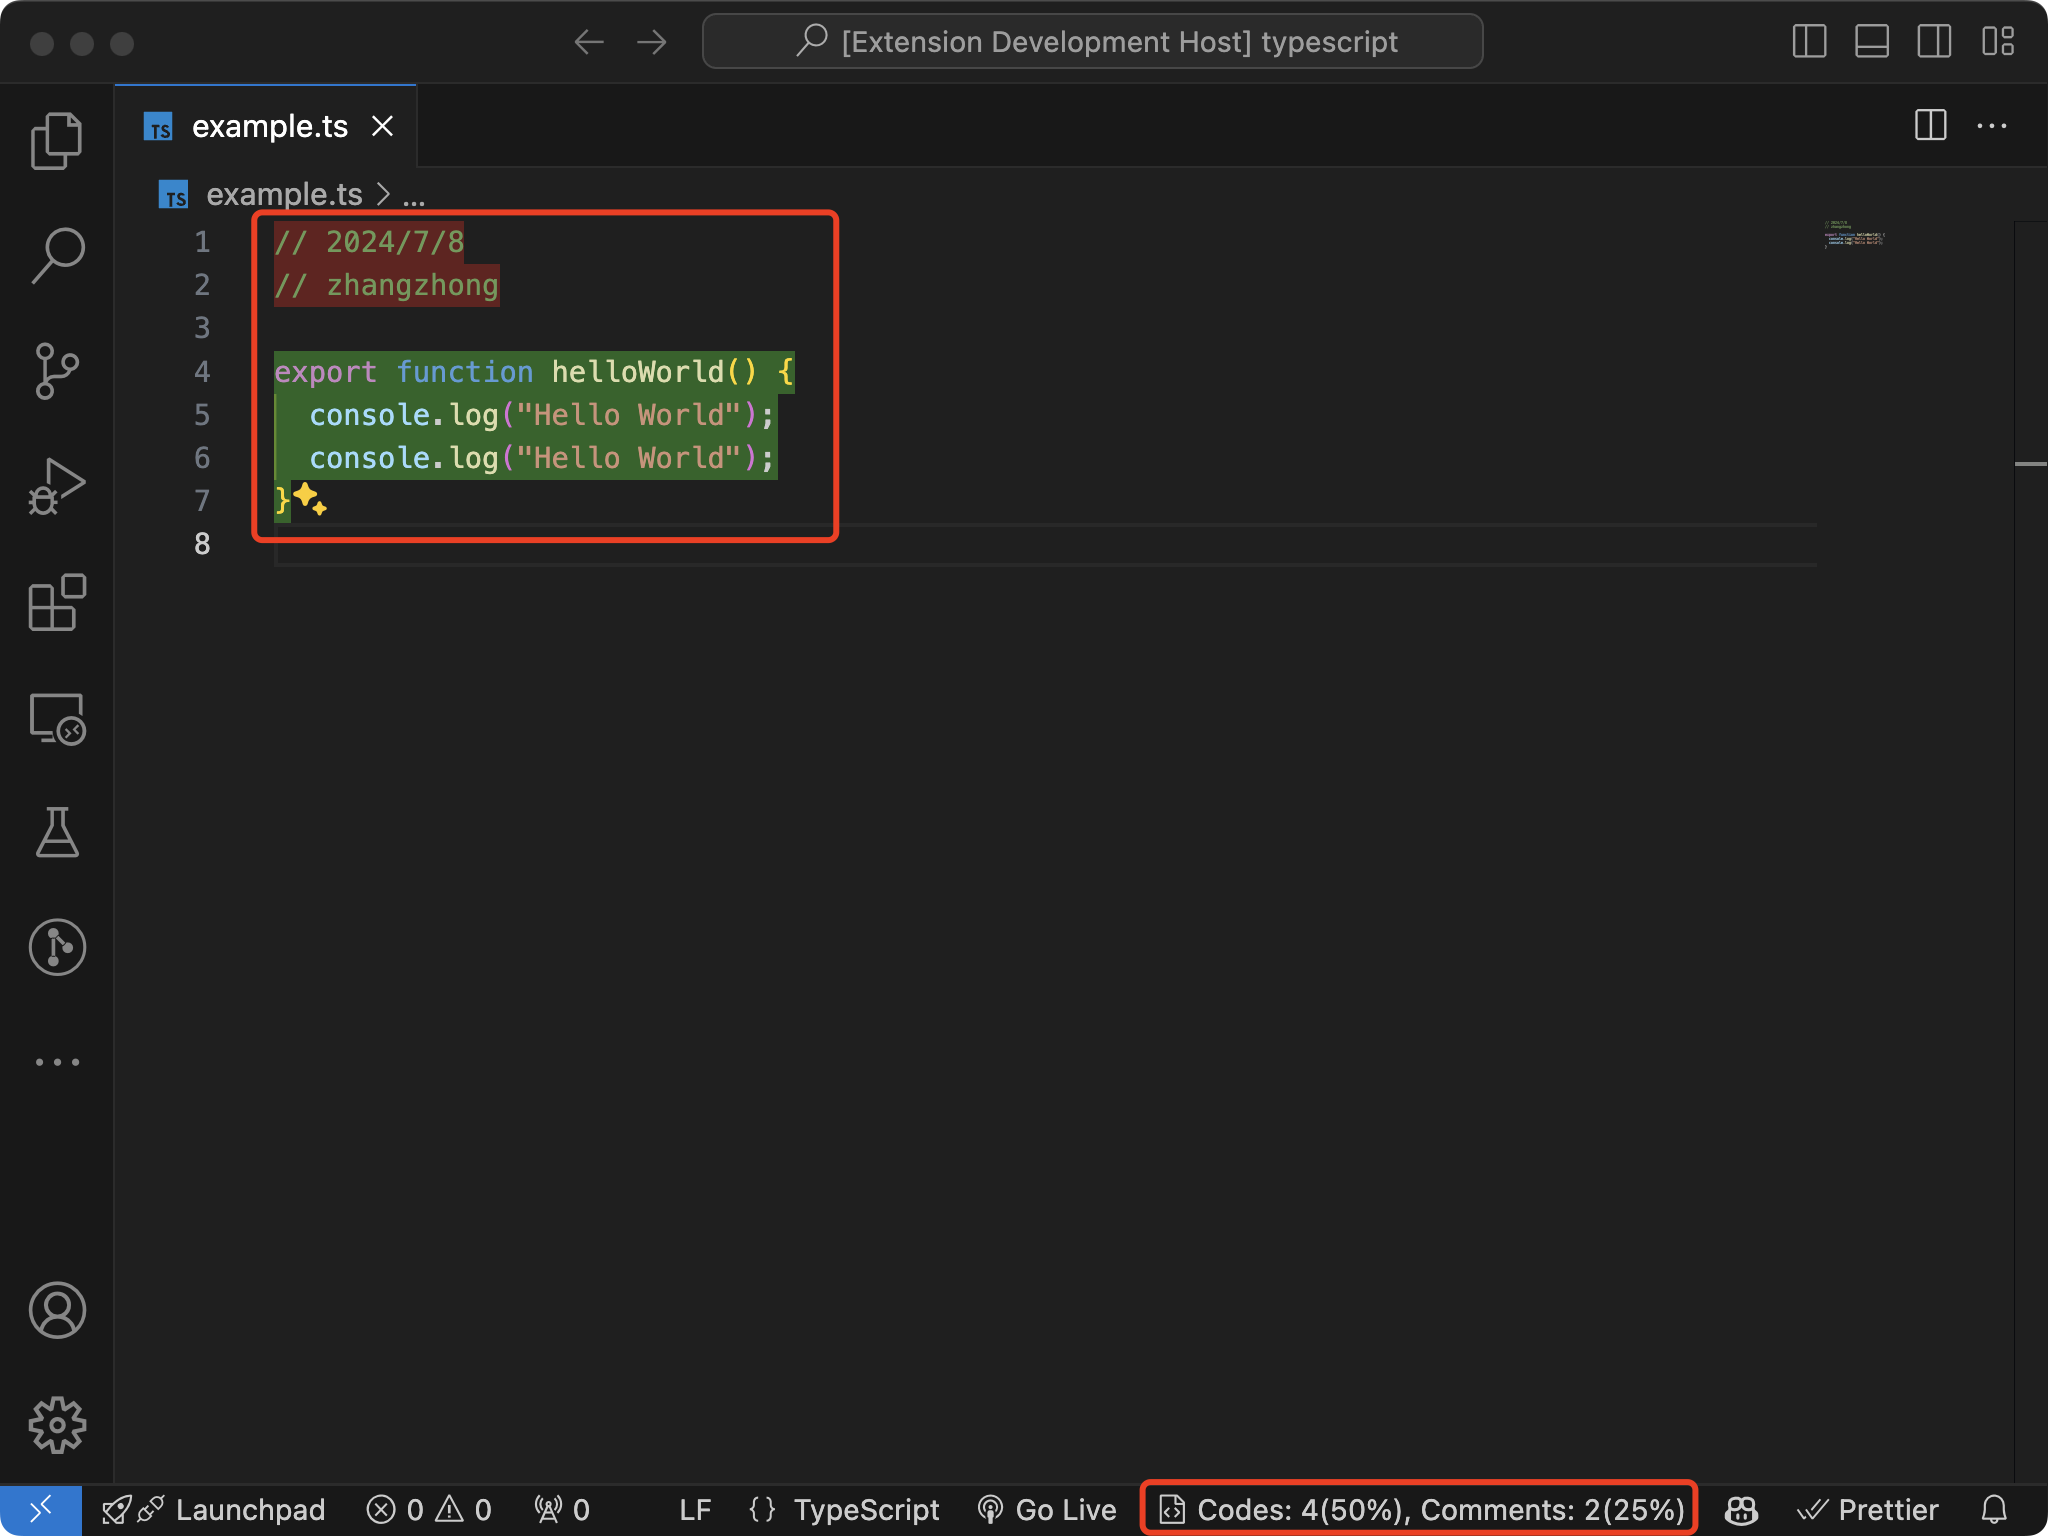 [Extension Development Host] typescript
TS example.ts
TS example.ts > ...
1 // 2024/7/8
2 // zhangzhong
3
4 export function helloWorld() {
5 console.log("Hello World");
6 console.log("Hello World");
7 }
8
Launchpad 0 0 0 LF {} TypeScript Go Live Codes: 4(50%), Comments: 2(25%) Prettier